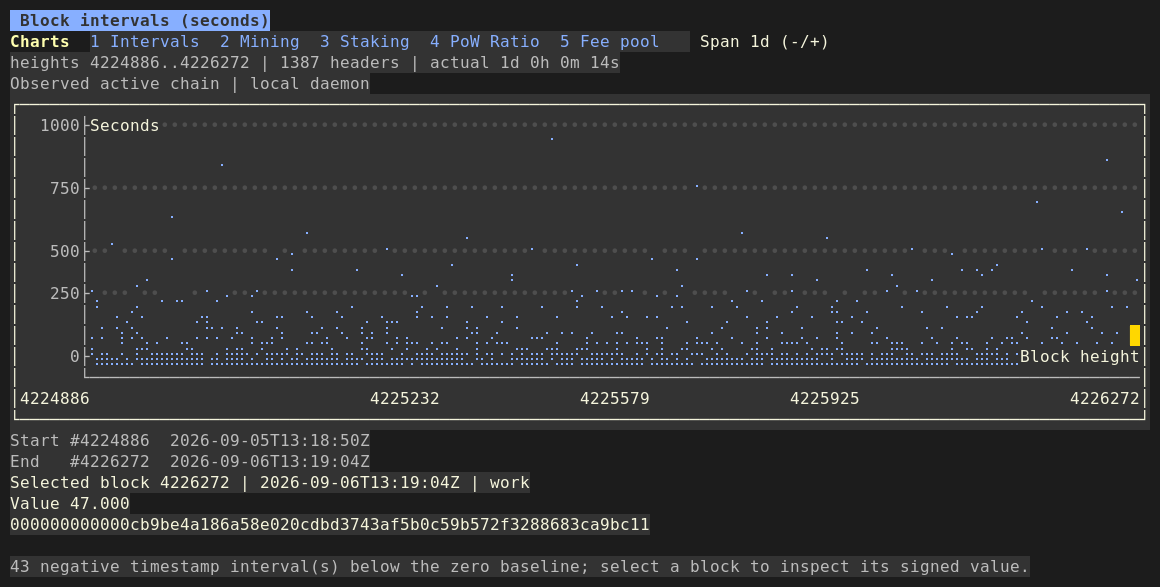 Block intervals (seconds)
Charts  1 Intervals  2 Mining  3 Staking  4 PoW Ratio  5 Fee pool    Span 1d (-/+)
heights 4224886..4226272 | 1387 headers | actual 1d 0h 0m 14s
Observed active chain | local daemon
1000 Seconds
750
500
250
0 Block height
4224886 4225232 4225579 4225925 4226272
Start #4224886  2026-09-05T13:18:50Z
End   #4226272  2026-09-06T13:19:04Z
Selected block 4226272 | 2026-09-06T13:19:04Z | work
Value 47.000
000000000000cb9be4a186a58e020cdbd3743af5b0c59b572f3288683ca9bc11
43 negative timestamp interval(s) below the zero baseline; select a block to inspect its signed value.